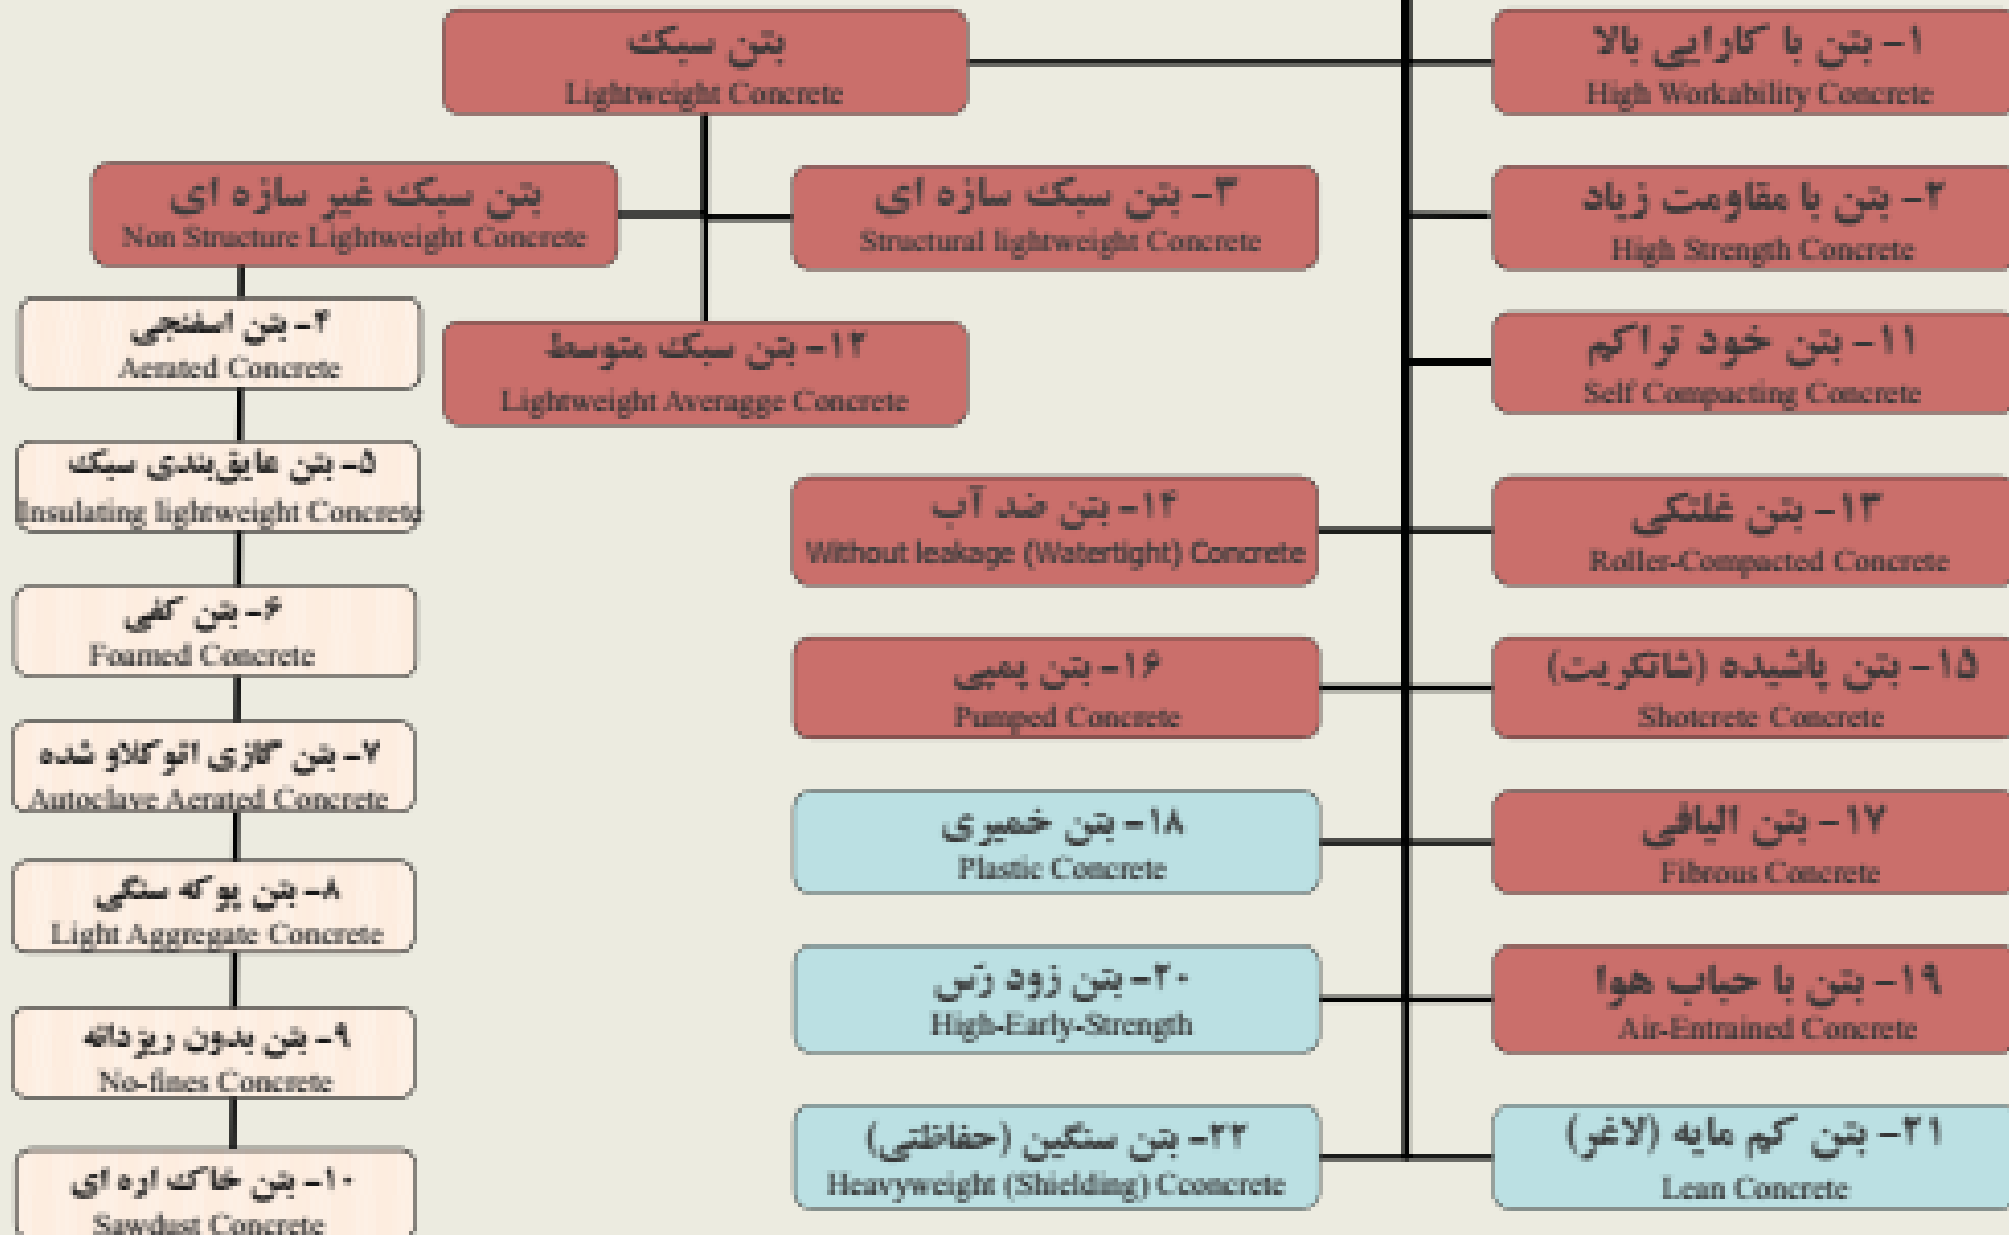 بتن سبک
Lightweight Concrete
۱- بتن با کارایی بالا
High Workability Concrete
بتن سبک غیر سازه ای
Non Structure Lightweight Concrete
۳- بتن سبک سازه ای
Structural lightweight Concrete
۲- بتن با مقاومت زیاد
High Strength Concrete
۴- بتن اسفنجی
Aerated Concrete
۱۲- بتن سبک متوسط
Lightweight Averagge Concrete
۱۱- بتن خود تراکم
Self Compacting Concrete
۵- بتن عایق‌بندی سبک
Insulating lightweight Concrete
۱۴- بتن ضد آب
Without leakage (Watertight) Concrete
۱۳- بتن غلتکی
Roller-Compacted Concrete
۶- بتن کفی
Foamed Concrete
۱۶- بتن پمپی
Pumped Concrete
۱۵- بتن پاشیده (شاتکریت)
Shotcrete Concrete
۷- بتن گازی اتوکلاو شده
Autoclave Aerated Concrete
۱۸- بتن خمیری
Plastic Concrete
۱۷- بتن الیافی
Fibrous Concrete
۸- بتن پوکه سنگی
Light Aggregate Concrete
۲۰- بتن زود رَس
High-Early-Strength
۱۹- بتن با حباب هوا
Air-Entrained Concrete
۹- بتن بدون ریزدانه
No-fines Concrete
۲۲- بتن سنگین (حفاظتی)
Heavyweight (Shielding) Cconcrete
۲۱- بتن کم مایه (لاغر)
Lean Concrete
۱۰- بتن خاک اره ای
Sawdust Concrete